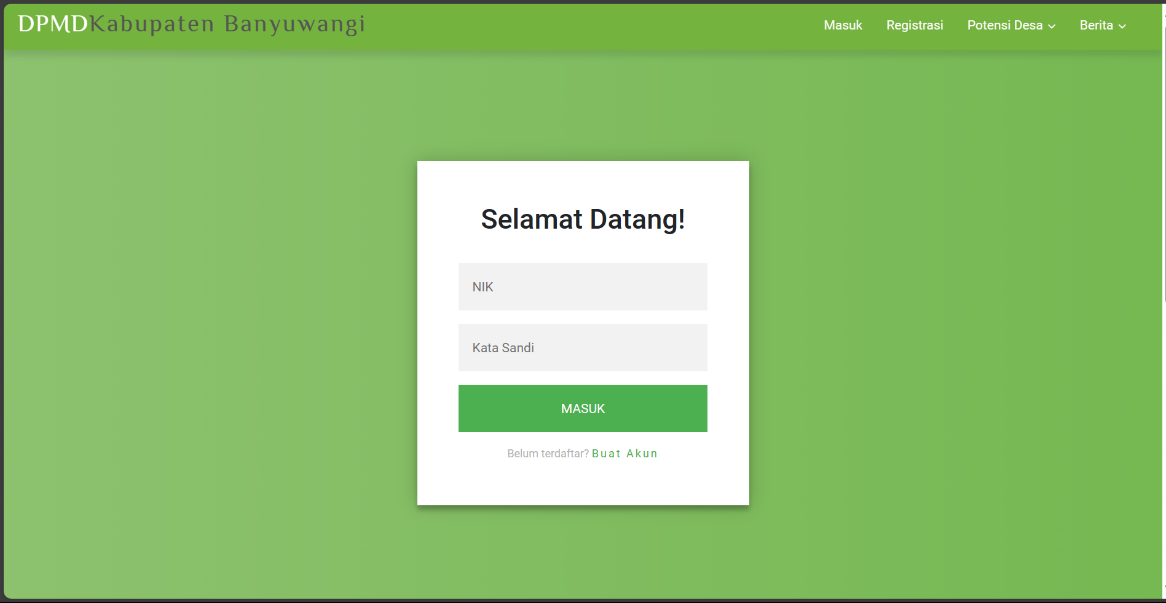 DPMDKabupaten Banyuwangi Masuk Registrasi Potensi Desa Berita
Selamat Datang!
NIK
Kata Sandi
MASUK
Belum terdaftar? Buat Akun